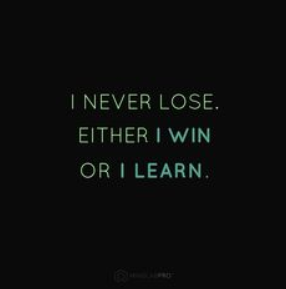 I NEVER LOSE.
EITHER I WIN
OR I LEARN.